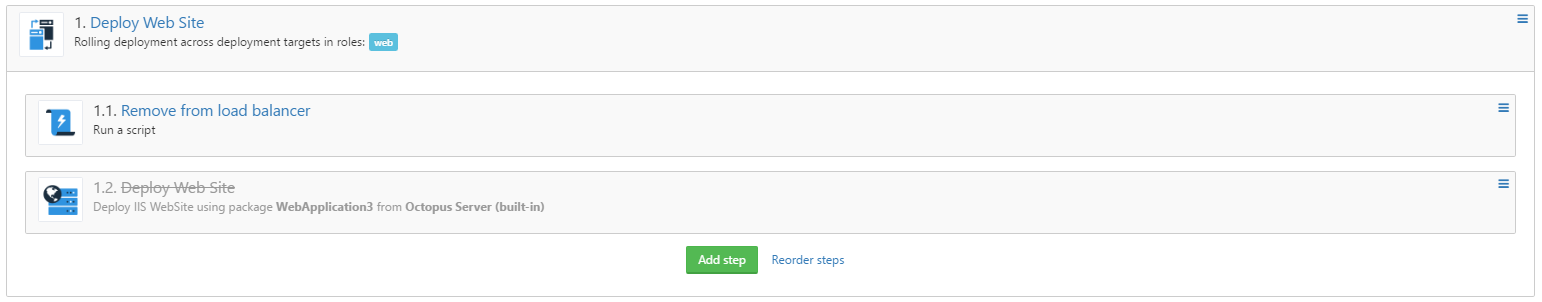 1. Deploy Web Site
Rolling deployment across deployment targets in roles: web
1.1. Remove from load balancer
Run a script
1.2. Deploy Web Site
Deploy IIS WebSite using package WebApplication3 from Octopus Server (built-in)
Add step Reorder steps